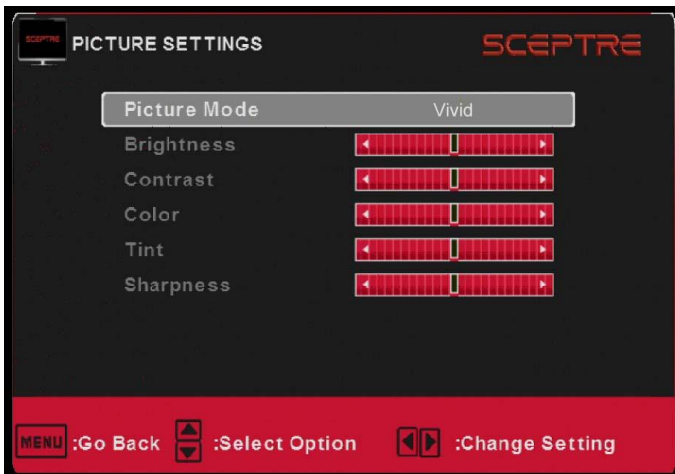 SCEPTRE
PICTURE SETTINGS
SCEPTRE
Picture Mode Vivid
Brightness
Contrast
Color
Tint
Sharpness
MENU :Go Back :Select Option :Change Setting